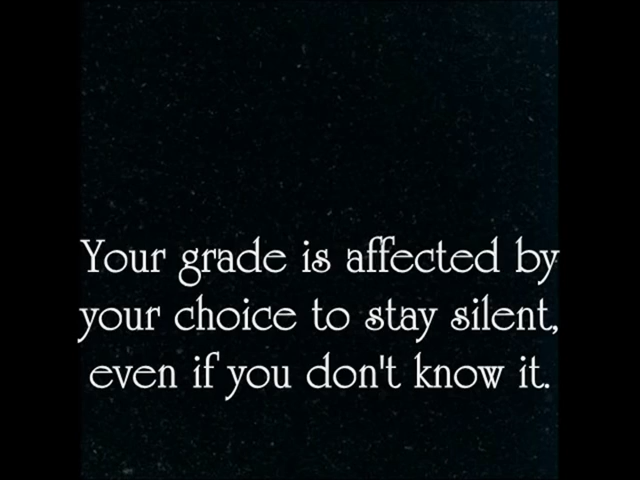 Your grade is affected by
your choice to stay silent,
even if you don't know it.